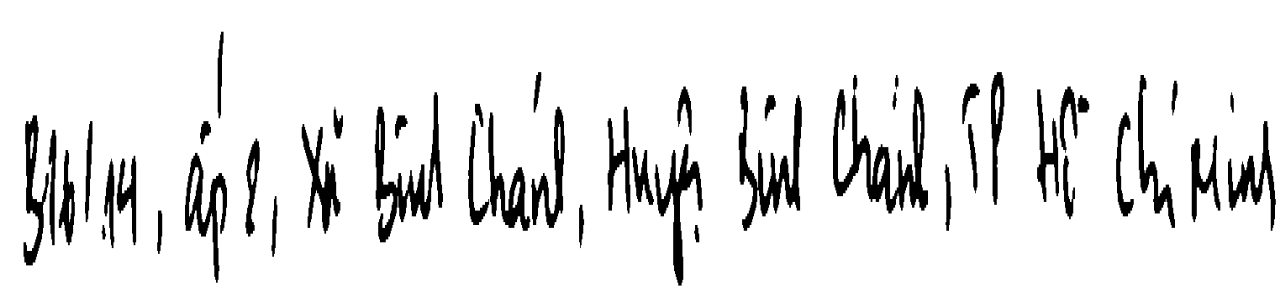 B16/14, ấp 2, Xã Bình Chánh, Huyện Bình Chánh, TP Hồ Chí Minh